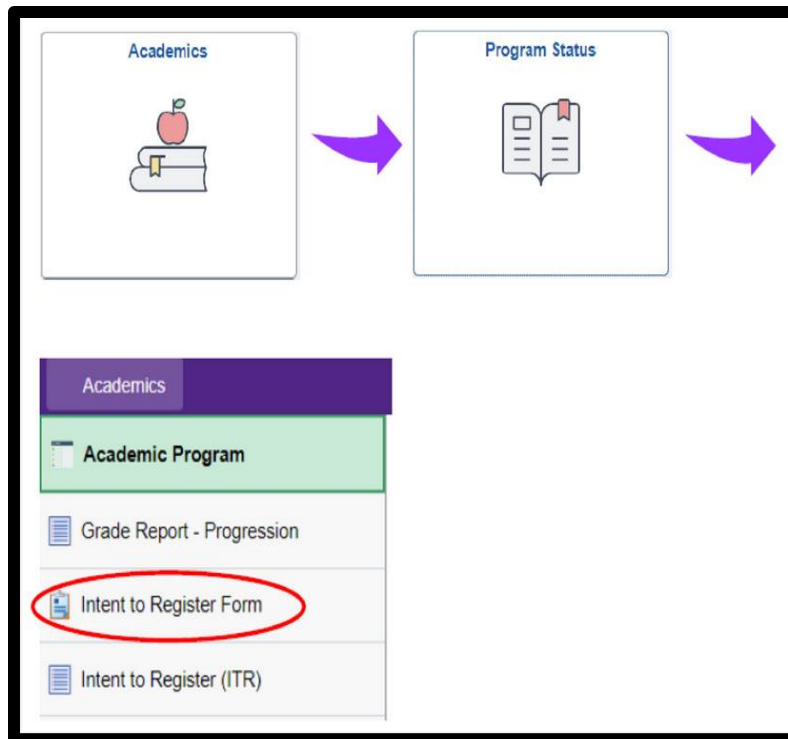 Academics
Program Status
Academics
Academic Program
Grade Report - Progression
Intent to Register Form
Intent to Register (ITR)